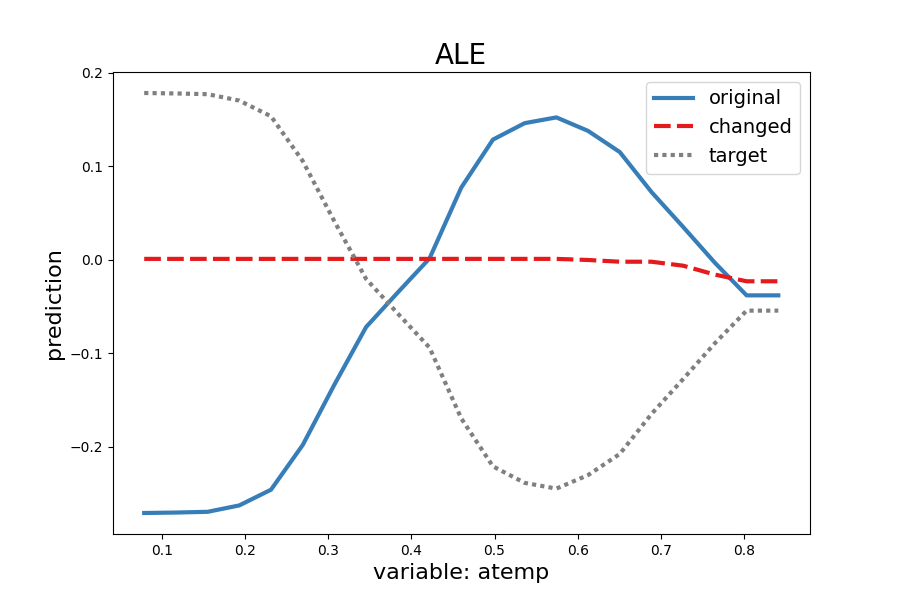 ALE
original
changed
target
0.2
0.1
0.0
−0.1
−0.2
prediction
0.1 0.2 0.3 0.4 0.5 0.6 0.7 0.8
variable: atemp